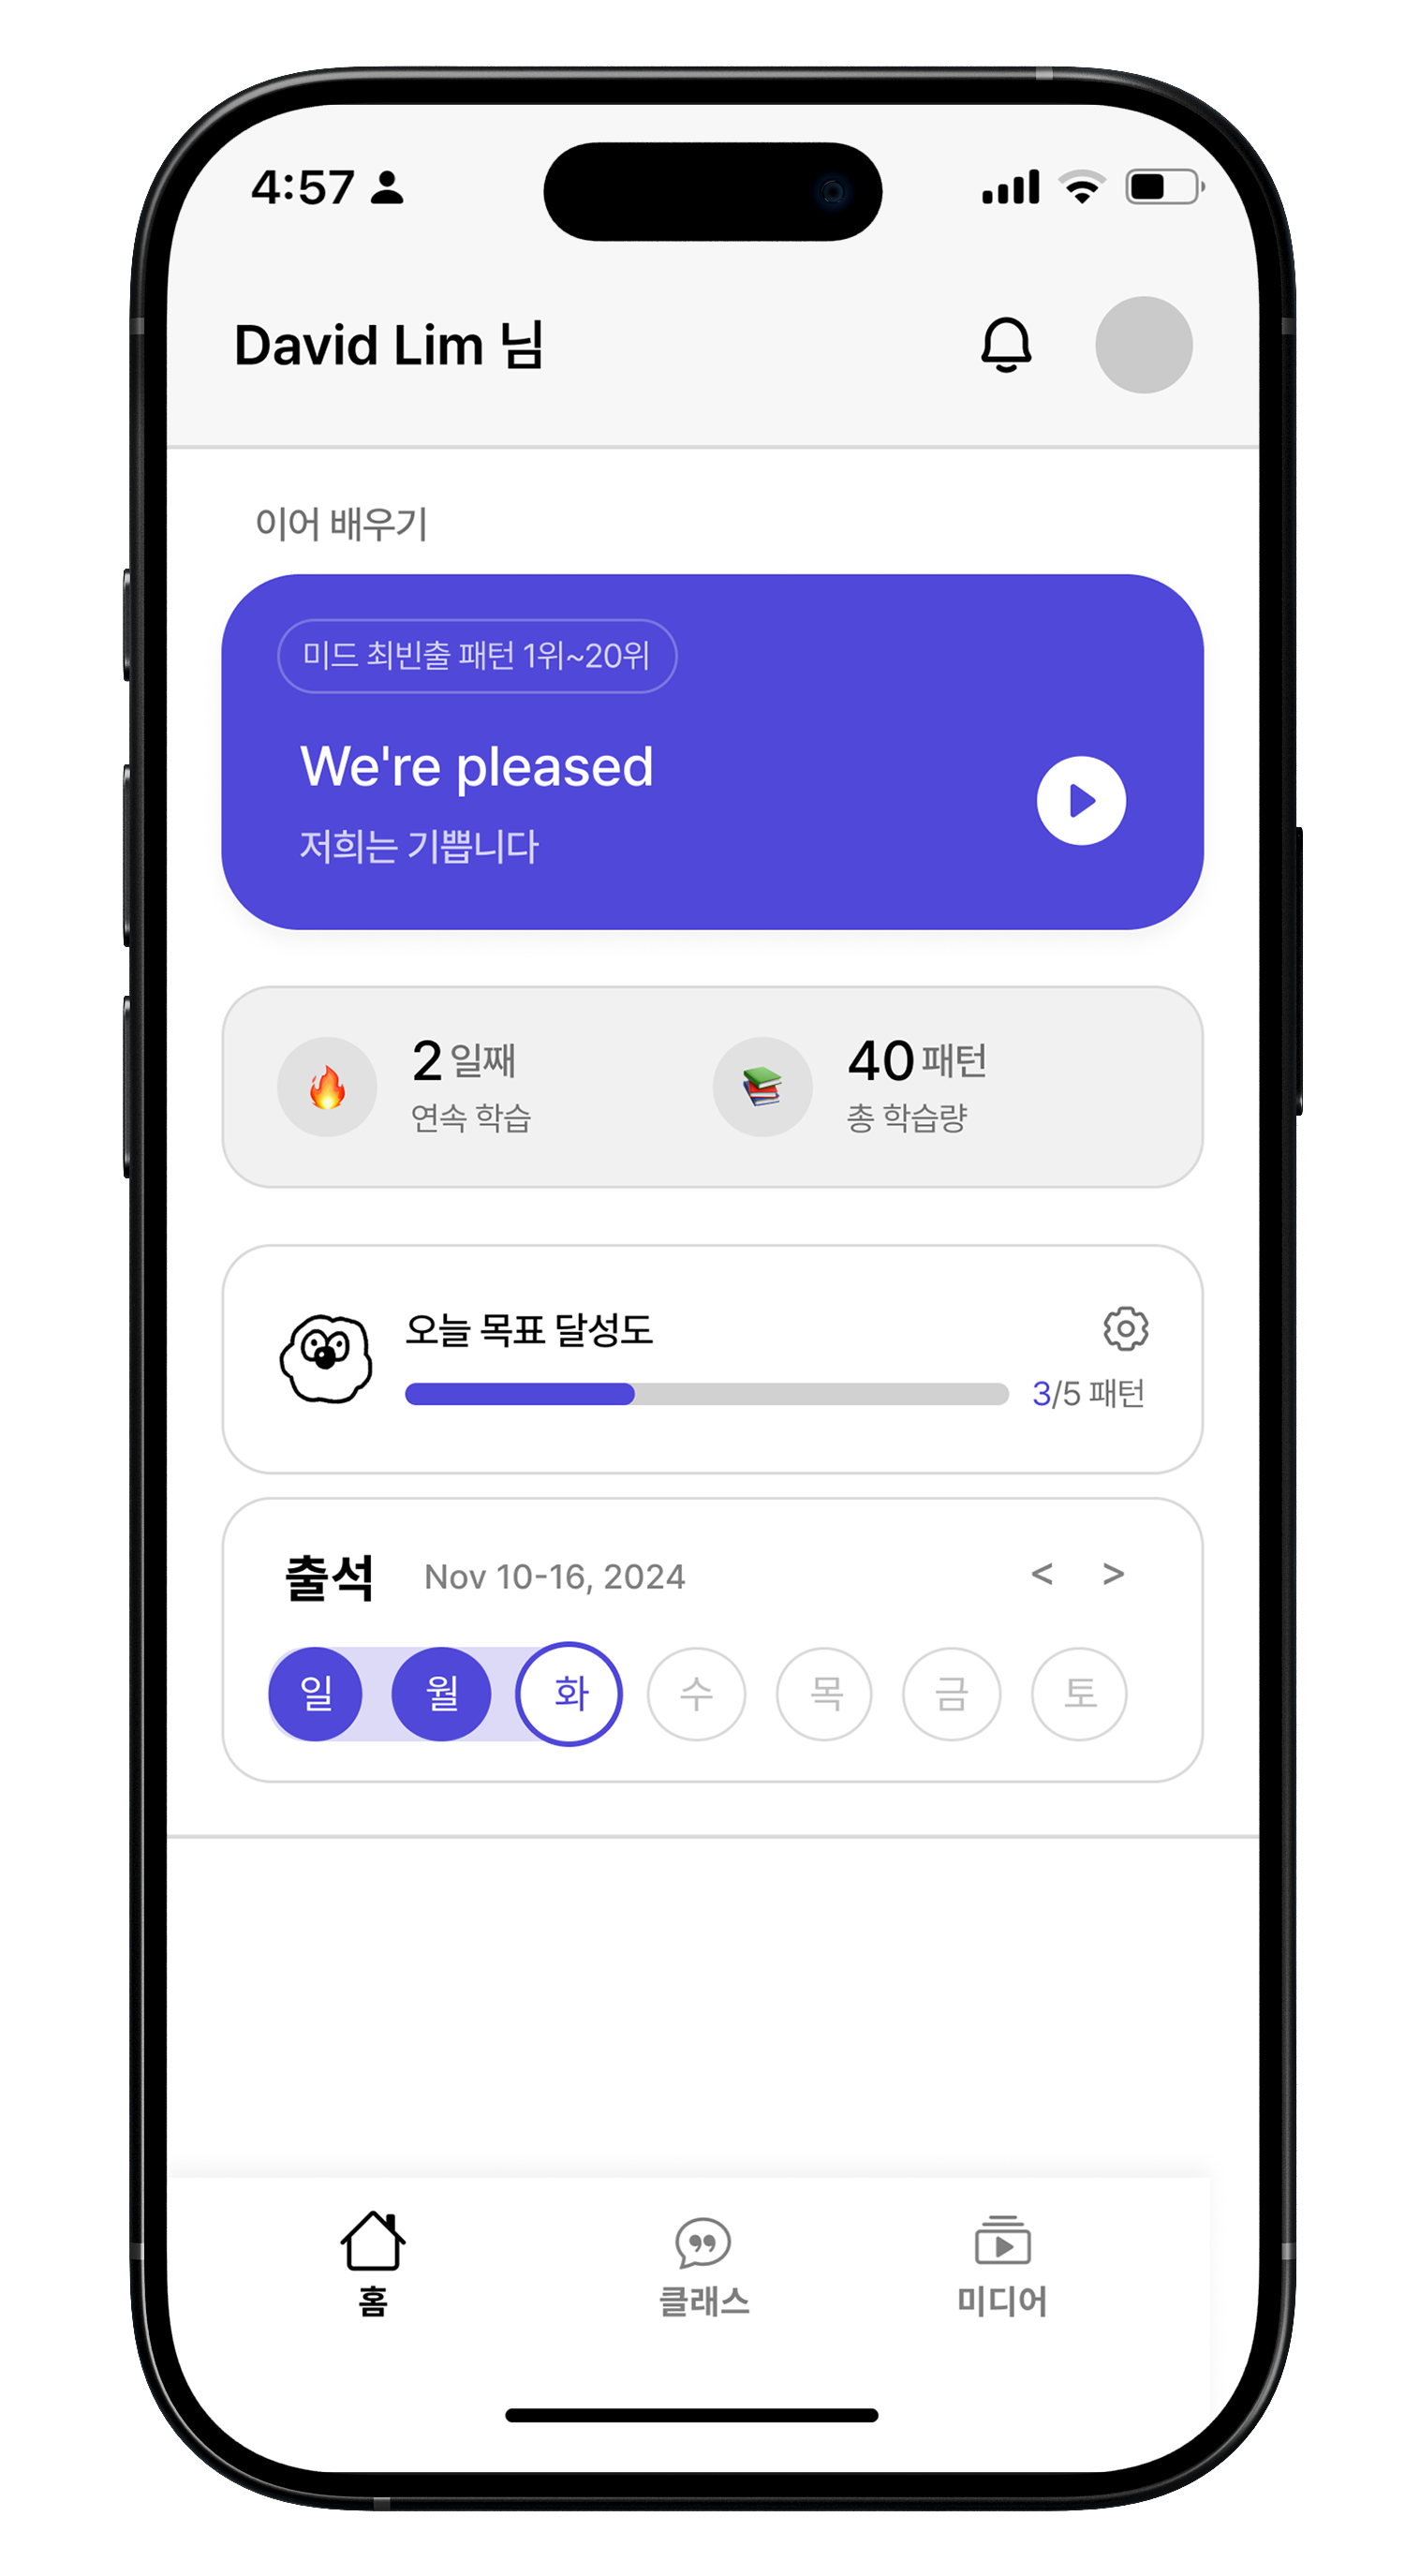 4:57
David Lim 님
이어 배우기
미드 최빈출 패턴 1위~20위
We're pleased
저희는 기쁩니다
2 일째
연속 학습
40 패턴
총 학습량
오늘 목표 달성도
3/5 패턴
출석 Nov 10-16, 2024 < >
일 월 화 수 목 금 토
홈 클래스 미디어